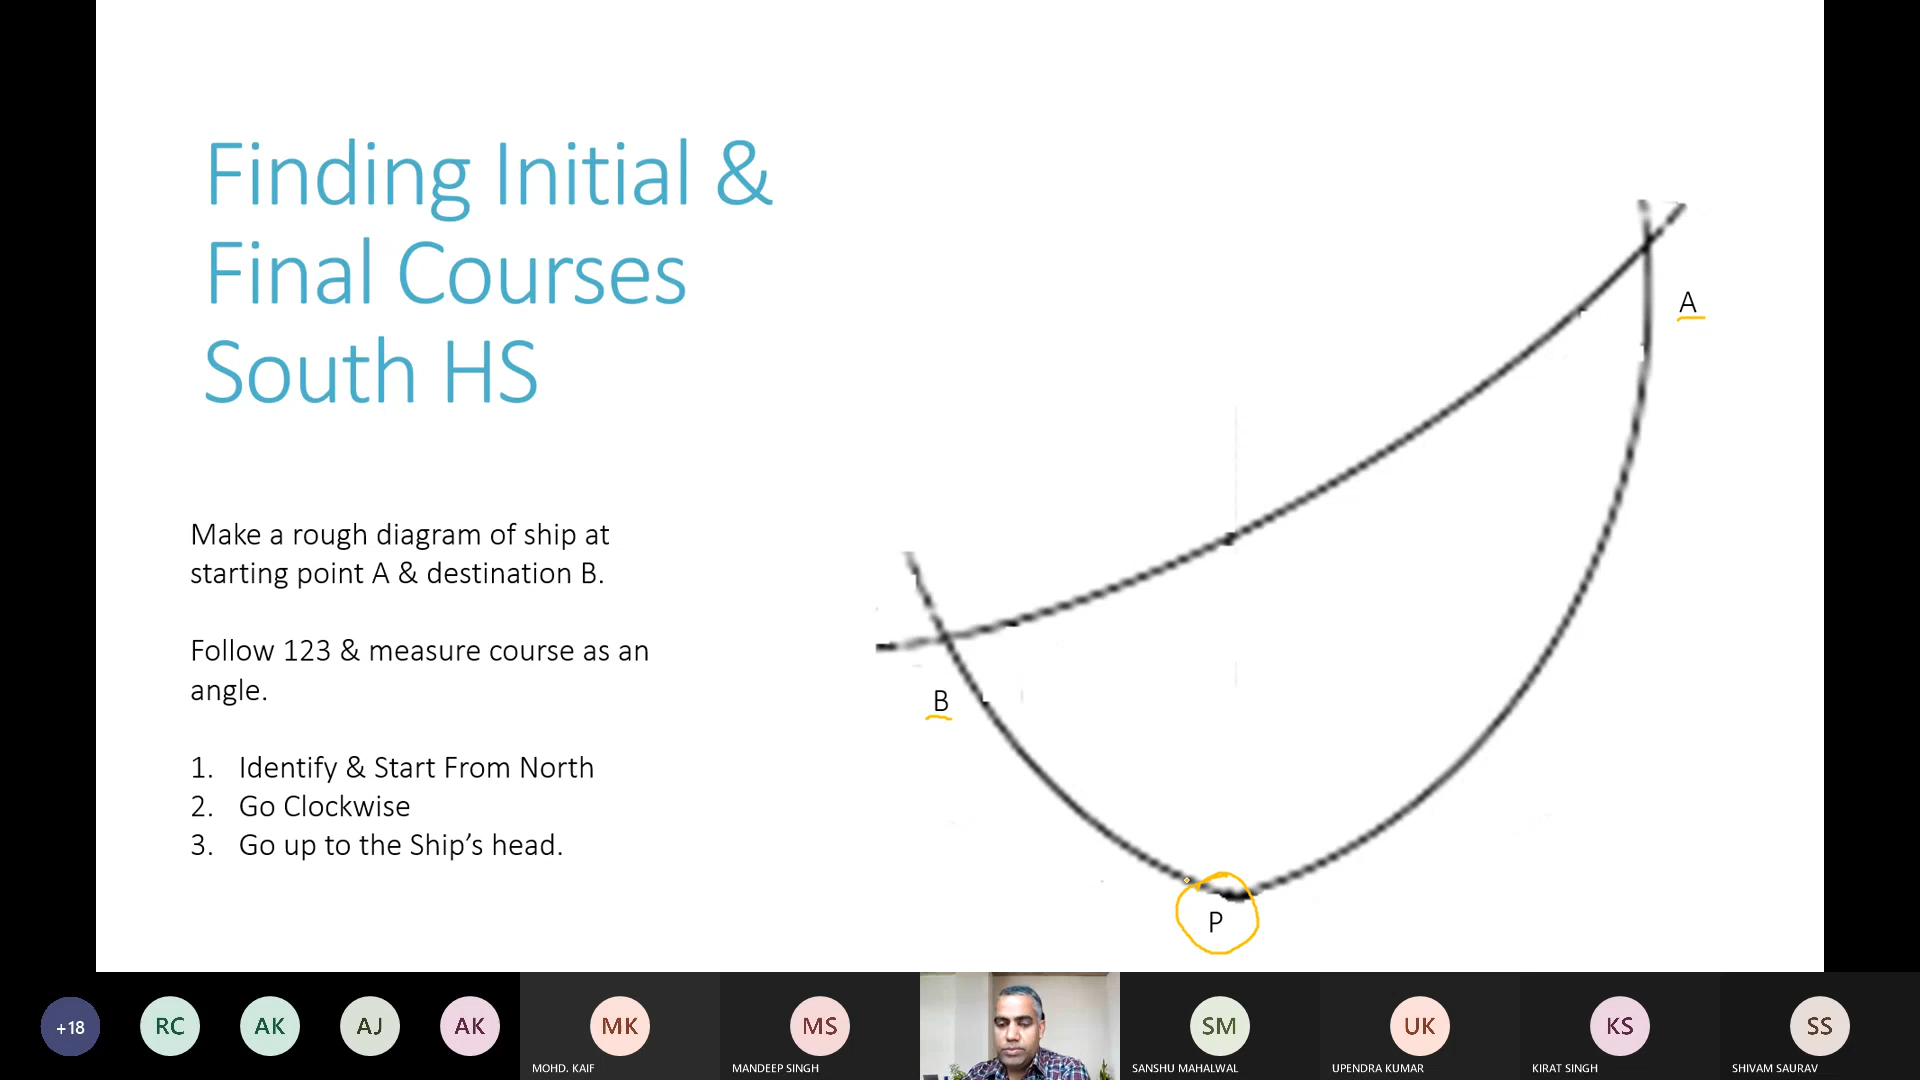 Finding Initial &
Final Courses
South HS
Make a rough diagram of ship at
starting point A & destination B.
Follow 123 & measure course as an
angle.
1. Identify & Start From North
2. Go Clockwise
3. Go up to the Ship's head.
A
B
P
+18
RC
AK
AJ
AK
MK
MOHD. KAIF
MS
MANDEEP SINGH
SM
SANSHU MAHALWAL
UK
UPENDRA KUMAR
KS
KIRAT SINGH
SS
SHIVAM SAURAV